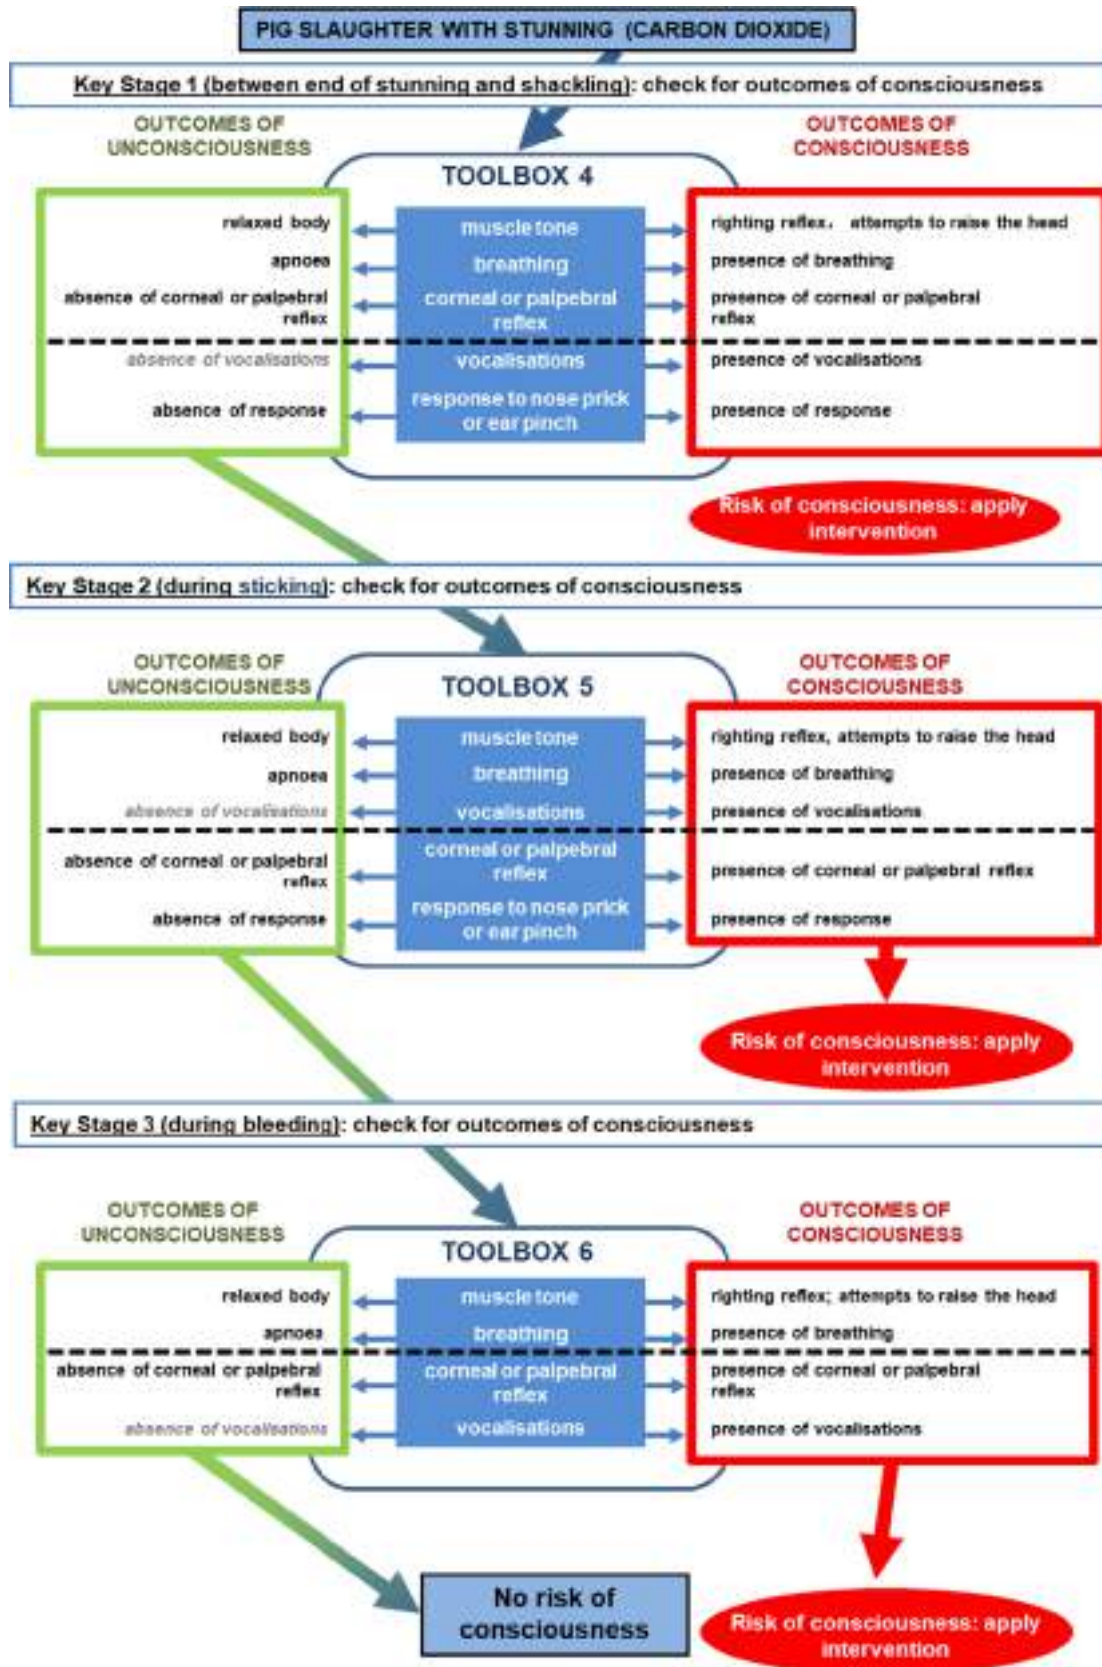 PIG SLAUGHTER WITH STUNNING (CARBON DIOXIDE)
Key Stage 1 (between end of stunning and shackling): check for outcomes of consciousness
OUTCOMES OF
UNCONSCIOUSNESS
OUTCOMES OF
CONSCIOUSNESS
TOOLBOX 4
relaxed body
muscle tone
righting reflex, attempts to raise the head
apnoea
breathing
presence of breathing
absence of corneal or palpebral
reflex
corneal or palpebral
reflex
presence of corneal or palpebral
reflex
absence of vocalisations
vocalisations
presence of vocalisations
absence of response
response to nose prick
or ear pinch
presence of response
Risk of consciousness: apply
intervention
Key Stage 2 (during sticking): check for outcomes of consciousness
OUTCOMES OF
UNCONSCIOUSNESS
OUTCOMES OF
CONSCIOUSNESS
TOOLBOX 5
relaxed body
muscle tone
righting reflex, attempts to raise the head
apnoea
breathing
presence of breathing
absence of vocalisations
vocalisations
presence of vocalisations
absence of corneal or palpebral
reflex
corneal or palpebral
reflex
presence of corneal or palpebral reflex
absence of response
response to nose prick
or ear pinch
presence of response
Risk of consciousness: apply
intervention
Key Stage 3 (during bleeding): check for outcomes of consciousness
OUTCOMES OF
UNCONSCIOUSNESS
OUTCOMES OF
CONSCIOUSNESS
TOOLBOX 6
relaxed body
muscle tone
righting reflex; attempts to raise the head
apnoea
breathing
presence of breathing
absence of corneal or palpebral
reflex
corneal or palpebral
reflex
presence of corneal or palpebral
reflex
absence of vocalisations
vocalisations
presence of vocalisations
No risk of
consciousness
Risk of consciousness: apply
intervention